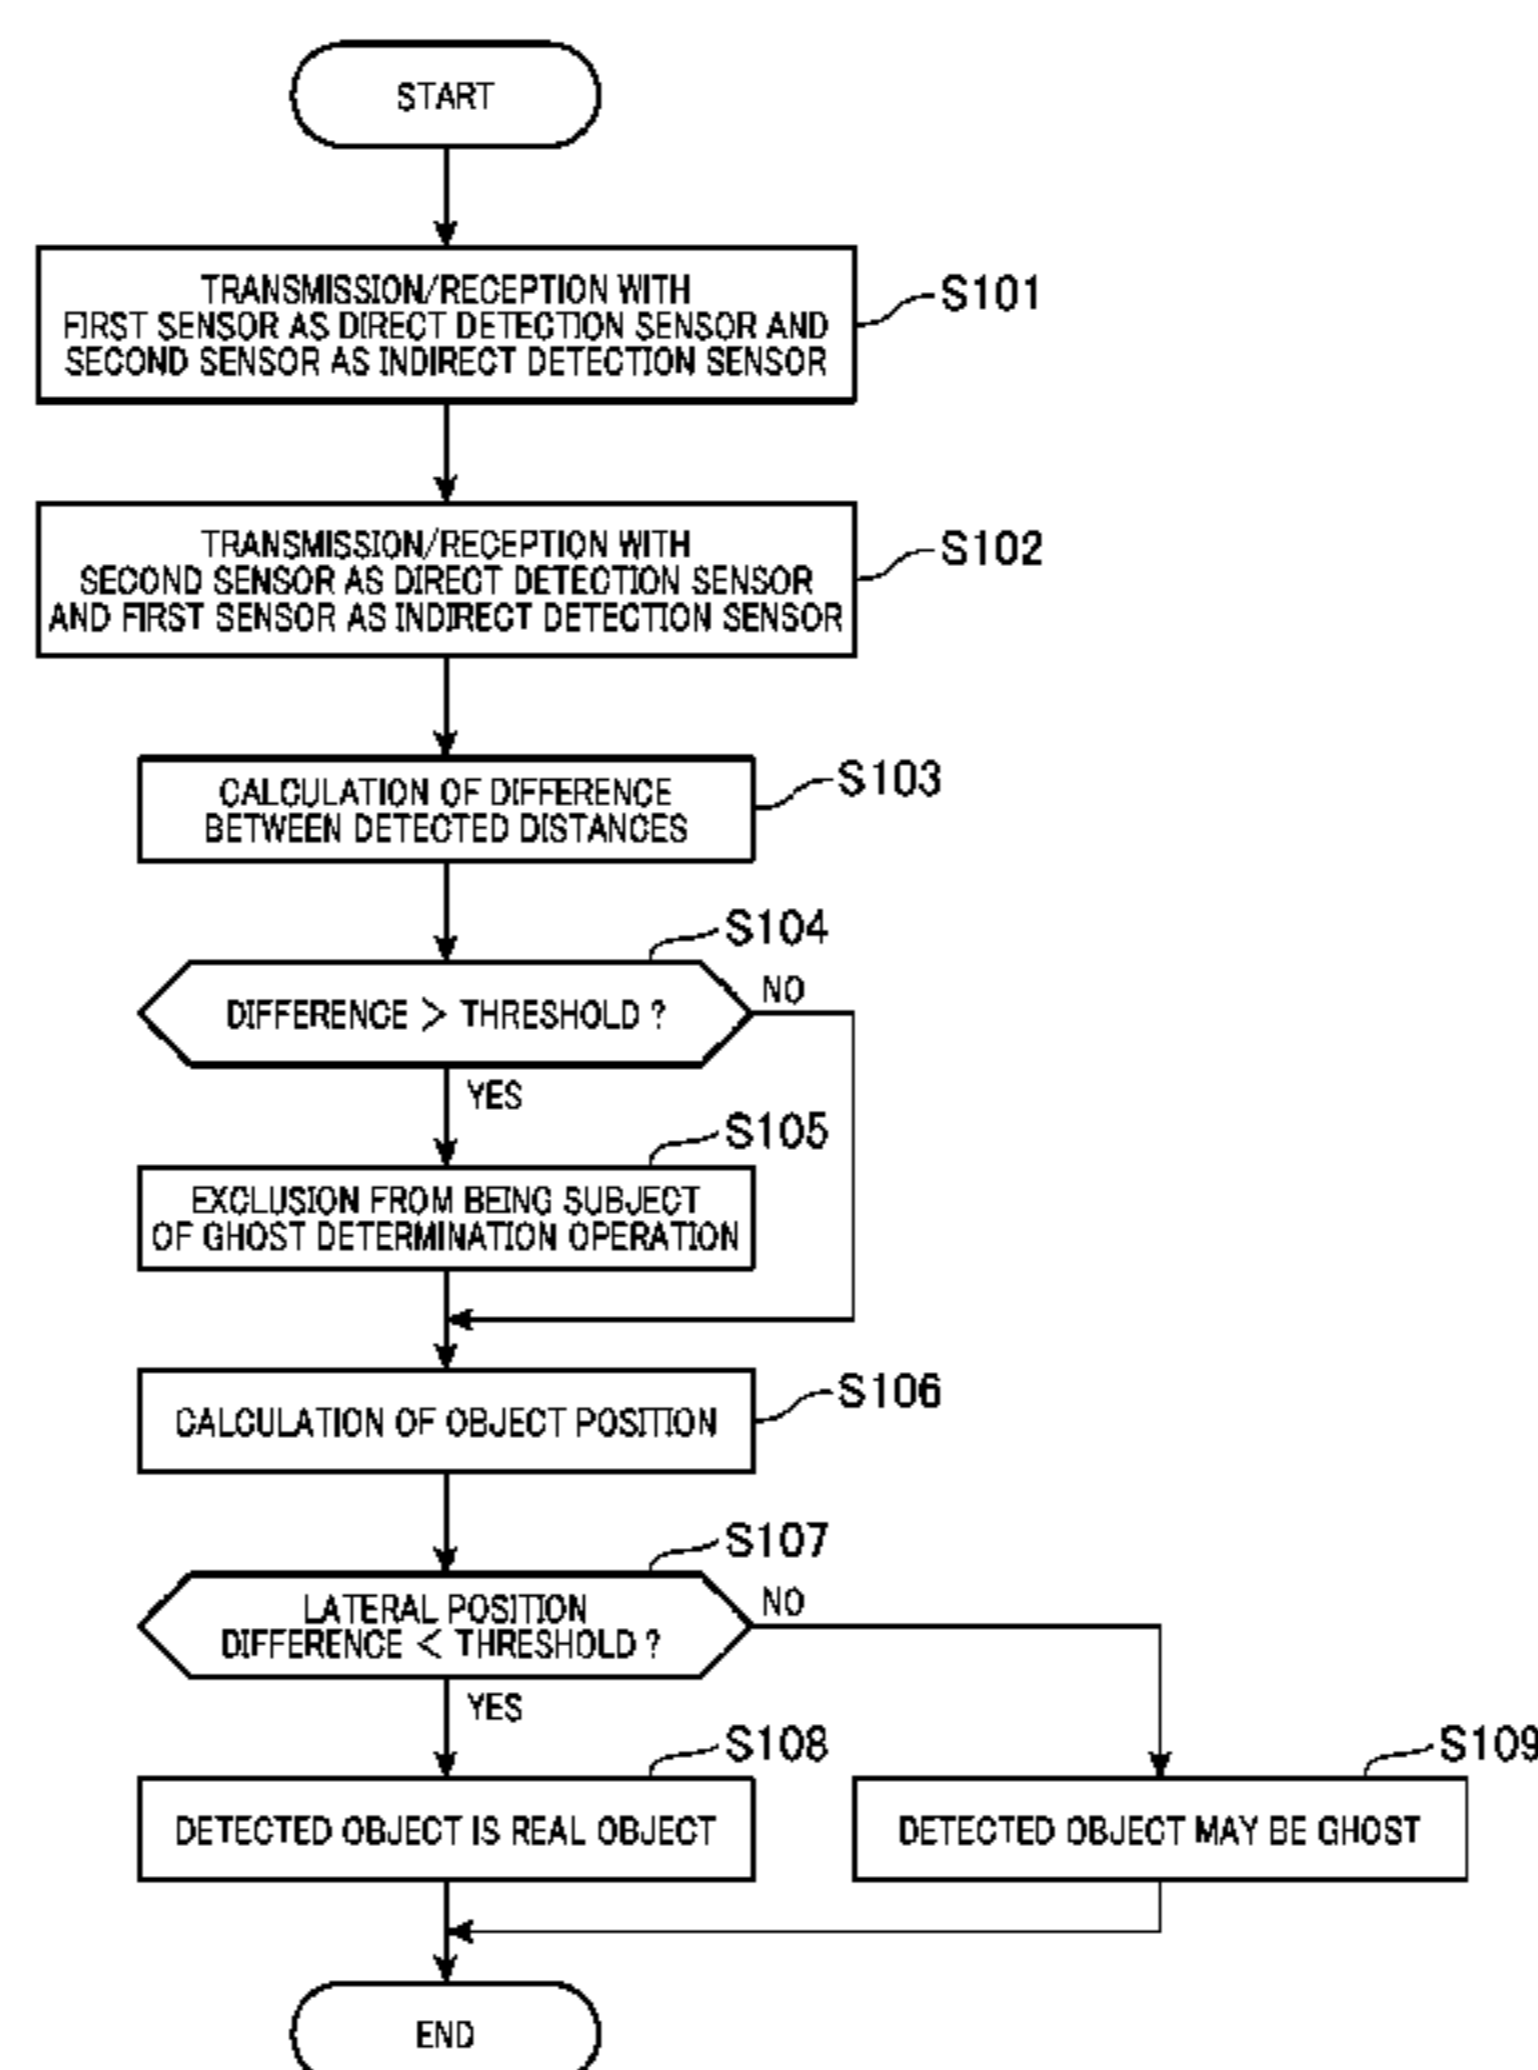 START
TRANSMISSION/RECEPTION WITH
FIRST SENSOR AS DIRECT DETECTION SENSOR AND
SECOND SENSOR AS INDIRECT DETECTION SENSOR
S101
TRANSMISSION/RECEPTION WITH
SECOND SENSOR AS DIRECT DETECTION SENSOR
AND FIRST SENSOR AS INDIRECT DETECTION SENSOR
S102
CALCULATION OF DIFFERENCE
BETWEEN DETECTED DISTANCES
S103
S104
DIFFERENCE > THRESHOLD ?
NO
YES
S105
EXCLUSION FROM BEING SUBJECT
OF GHOST DETERMINATION OPERATION
CALCULATION OF OBJECT POSITION
S106
S107
LATERAL POSITION
DIFFERENCE < THRESHOLD ?
NO
YES
S108
DETECTED OBJECT IS REAL OBJECT
S109
DETECTED OBJECT MAY BE GHOST
END